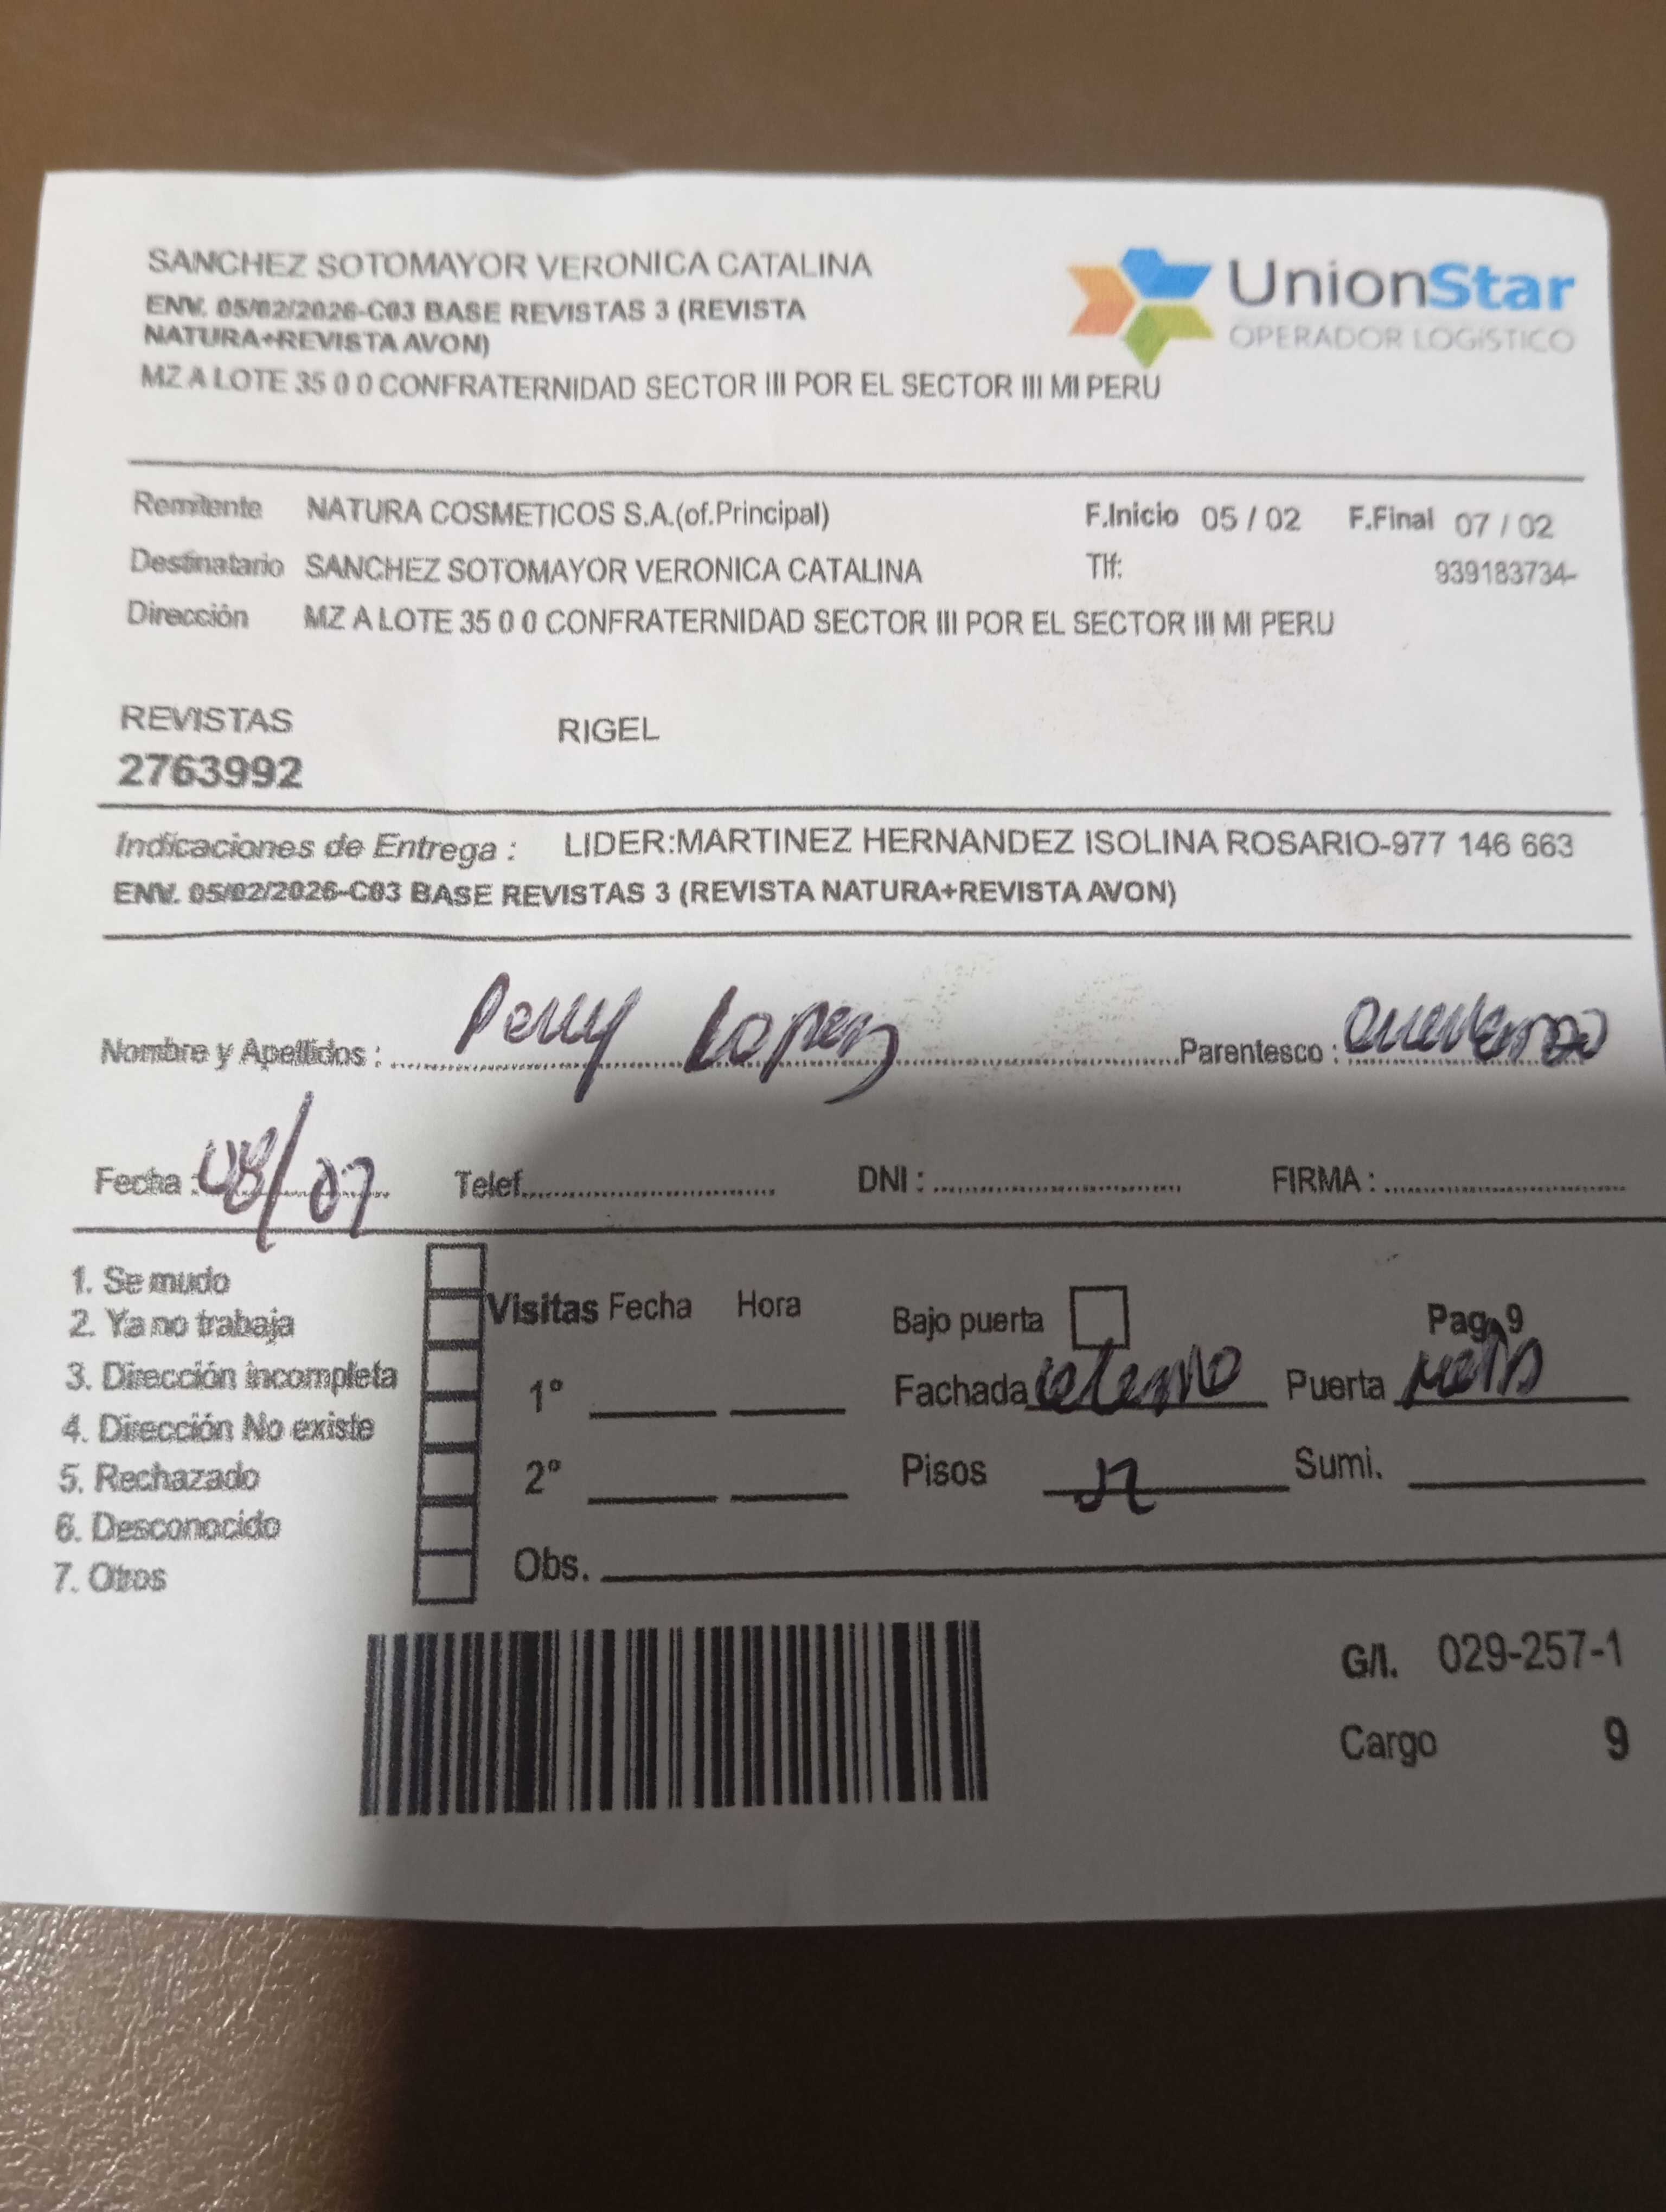 SANCHEZ SOTOMAYOR VERONICA CATALINA
ENV. 05/02/2026-C03 BASE REVISTAS 3 (REVISTA
NATURA+REVISTA AVON)
MZ A LOTE 35 0 0 CONFRATERNIDAD SECTOR III POR EL SECTOR III MI PERU
UnionStar
OPERADOR LOGÍSTICO
Remitente NATURA COSMETICOS S.A.(of.Principal) F.Inicio 05 / 02 F.Final 07 / 02
Destinatario SANCHEZ SOTOMAYOR VERONICA CATALINA Tlf: 939183734-
Dirección MZ A LOTE 35 0 0 CONFRATERNIDAD SECTOR III POR EL SECTOR III MI PERU
REVISTAS RIGEL
2763992
Indicaciones de Entrega : LIDER:MARTINEZ HERNANDEZ ISOLINA ROSARIO-977 146 663
ENV. 05/02/2026-C03 BASE REVISTAS 3 (REVISTA NATURA+REVISTA AVON)
Nombre y Apellidos : Lopez Parentesco :
Fecha : Telef. DNI : FIRMA :
1. Se mudo
2. Ya no trabaja
3. Dirección incompleta
4. Dirección No existe
5. Rechazado
6. Desconocido
7. Otros
Visitas Fecha Hora
1°
2°
Obs.
Bajo puerta Pag. 9
Fachada Puerta
Pisos Sumi.
G/I. 029-257-1
Cargo 9